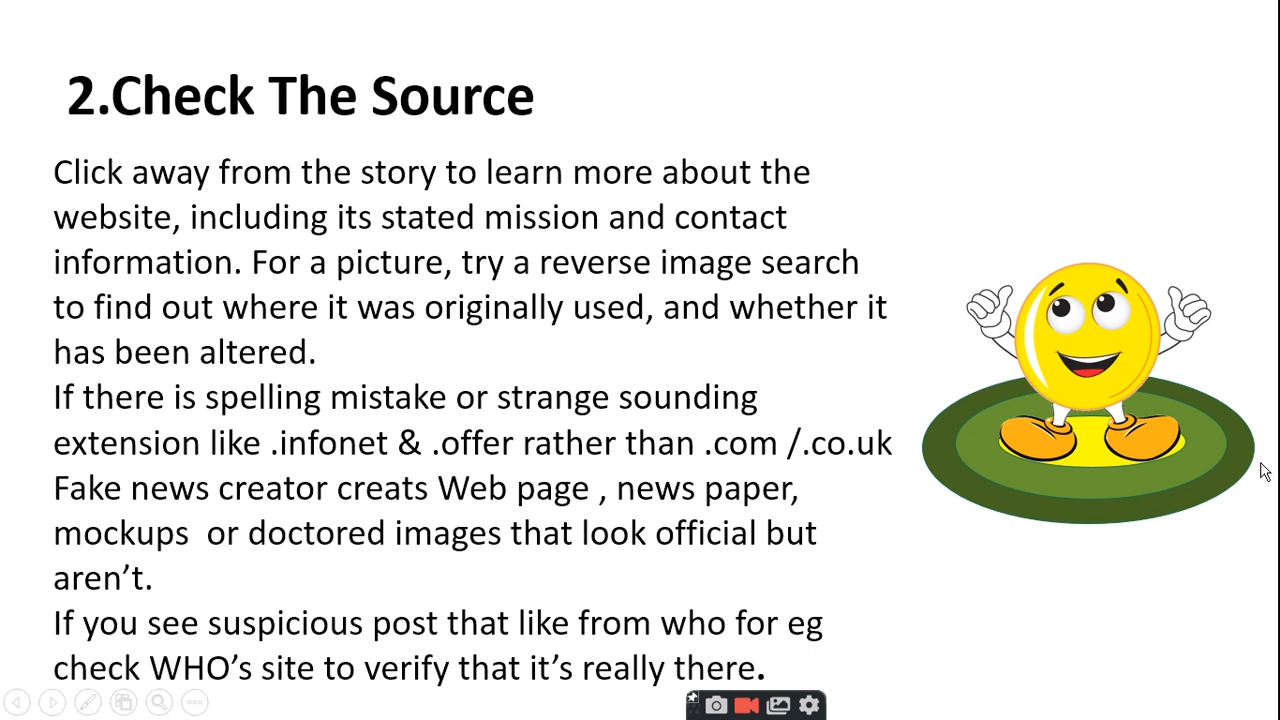 2.Check The Source
Click away from the story to learn more about the
website, including its stated mission and contact
information. For a picture, try a reverse image search
to find out where it was originally used, and whether it
has been altered.
If there is spelling mistake or strange sounding
extension like .infonet & .offer rather than .com /.co.uk
Fake news creator creats Web page , news paper,
mockups  or doctored images that look official but
aren’t.
If you see suspicious post that like from who for eg
check WHO’s site to verify that it’s really there.